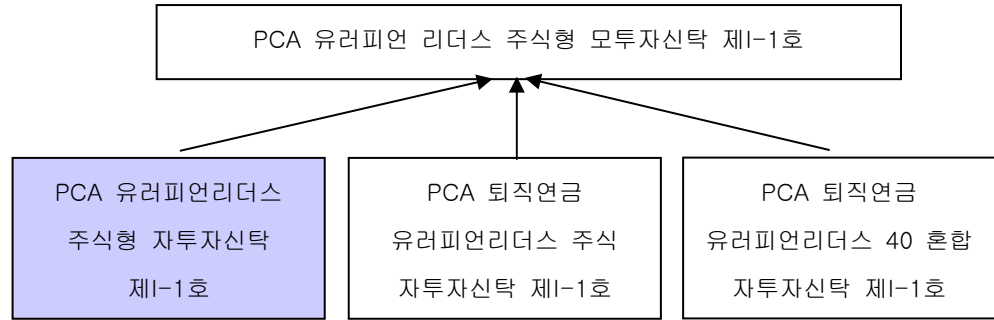 PCA 유러피언 리더스 주식형 모투자신탁 제I-1호
PCA 유러피언리더스
주식형 자투자신탁
제I-1호
PCA 퇴직연금
유러피언리더스 주식
자투자신탁 제I-1호
PCA 퇴직연금
유러피언리더스 40 혼합
자투자신탁 제I-1호